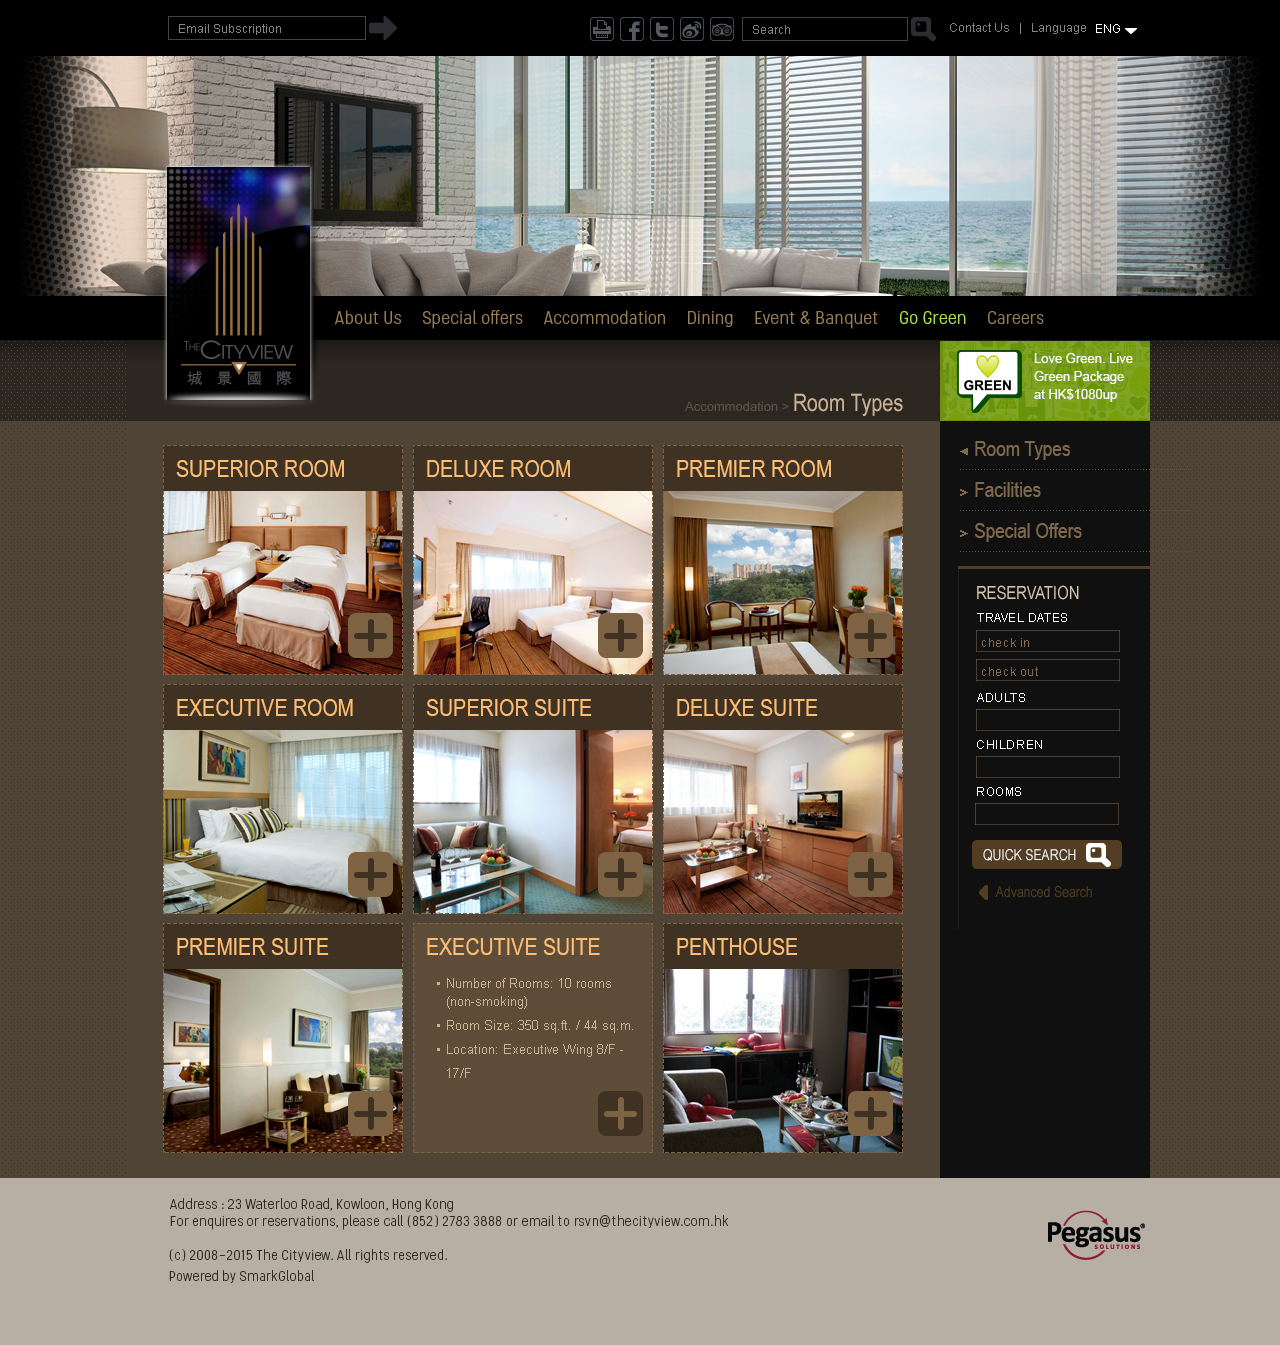 Email Subscription
Search
Contact Us | Language ENG
THE CITYVIEW
城景國際
About Us Special offers Accommodation Dining Event & Banquet Go Green Careers
Accommodation > Room Types
GREEN
Love Green. Live
Green Package
at HK$1080up
Room Types
> Facilities
> Special Offers
SUPERIOR ROOM
DELUXE ROOM
PREMIER ROOM
EXECUTIVE ROOM
SUPERIOR SUITE
DELUXE SUITE
PREMIER SUITE
EXECUTIVE SUITE
Number of Rooms: 10 rooms
(non-smoking)
Room Size: 350 sq.ft. / 44 sq.m.
Location: Executive Wing 8/F -
17/F
PENTHOUSE
RESERVATION
TRAVEL DATES
check in
check out
ADULTS
CHILDREN
ROOMS
QUICK SEARCH
Advanced Search
Address : 23 Waterloo Road, Kowloon, Hong Kong
For enquires or reservations, please call (852) 2783 3888 or email to rsvn@thecityview.com.hk
(c) 2008-2015 The Cityview. All rights reserved.
Powered by SmarkGlobal
Pegasus®
SOLUTIONS